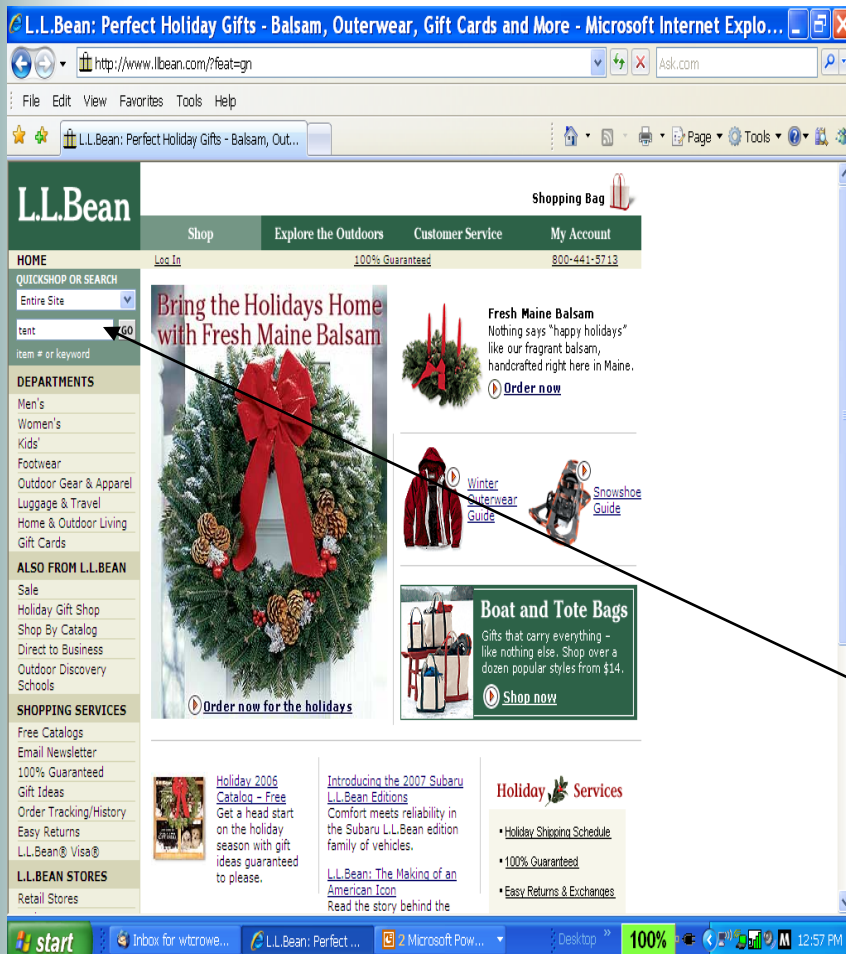 L.L.Bean: Perfect Holiday Gifts - Balsam, Outerwear, Gift Cards and More - Microsoft Internet Explo...
http://www.llbean.com/?feat=gn
Ask.com
File Edit View Favorites Tools Help
L.L.Bean: Perfect Holiday Gifts - Balsam, Out...
Page Tools
L.L.Bean
Shopping Bag
Shop Explore the Outdoors Customer Service My Account
HOME
Log In 100% Guaranteed 800-441-5713
QUICKSHOP OR SEARCH
Entire Site
tent GO
item # or keyword
DEPARTMENTS
Men's
Women's
Kids'
Footwear
Outdoor Gear & Apparel
Luggage & Travel
Home & Outdoor Living
Gift Cards
ALSO FROM L.L.BEAN
Sale
Holiday Gift Shop
Shop By Catalog
Direct to Business
Outdoor Discovery
Schools
SHOPPING SERVICES
Free Catalogs
Email Newsletter
100% Guaranteed
Gift Ideas
Order Tracking/History
Easy Returns
L.L.Bean® Visa®
L.L.BEAN STORES
Retail Stores
Bring the Holidays Home
with Fresh Maine Balsam
Order now for the holidays
Fresh Maine Balsam
Nothing says "happy holidays"
like our fragrant balsam,
handcrafted right here in Maine.
Order now
Winter
Outerwear
Guide
Snowshoe
Guide
Boat and Tote Bags
Gifts that carry everything –
like nothing else. Shop over a
dozen popular styles from $14.
Shop now
Holiday 2006
Catalog – Free
Get a head start
on the holiday
season with gift
ideas guaranteed
to please.
Introducing the 2007 Subaru
L.L.Bean Editions
Comfort meets reliability in
the Subaru L.L.Bean edition
family of vehicles.
L.L.Bean: The Making of an
American Icon
Read the story behind the
Holiday Services
Holiday Shipping Schedule
100% Guaranteed
Easy Returns & Exchanges
start Inbox for wtcrowe... L.L.Bean: Perfect ... 2 Microsoft Pow... Desktop 100% 12:57 PM